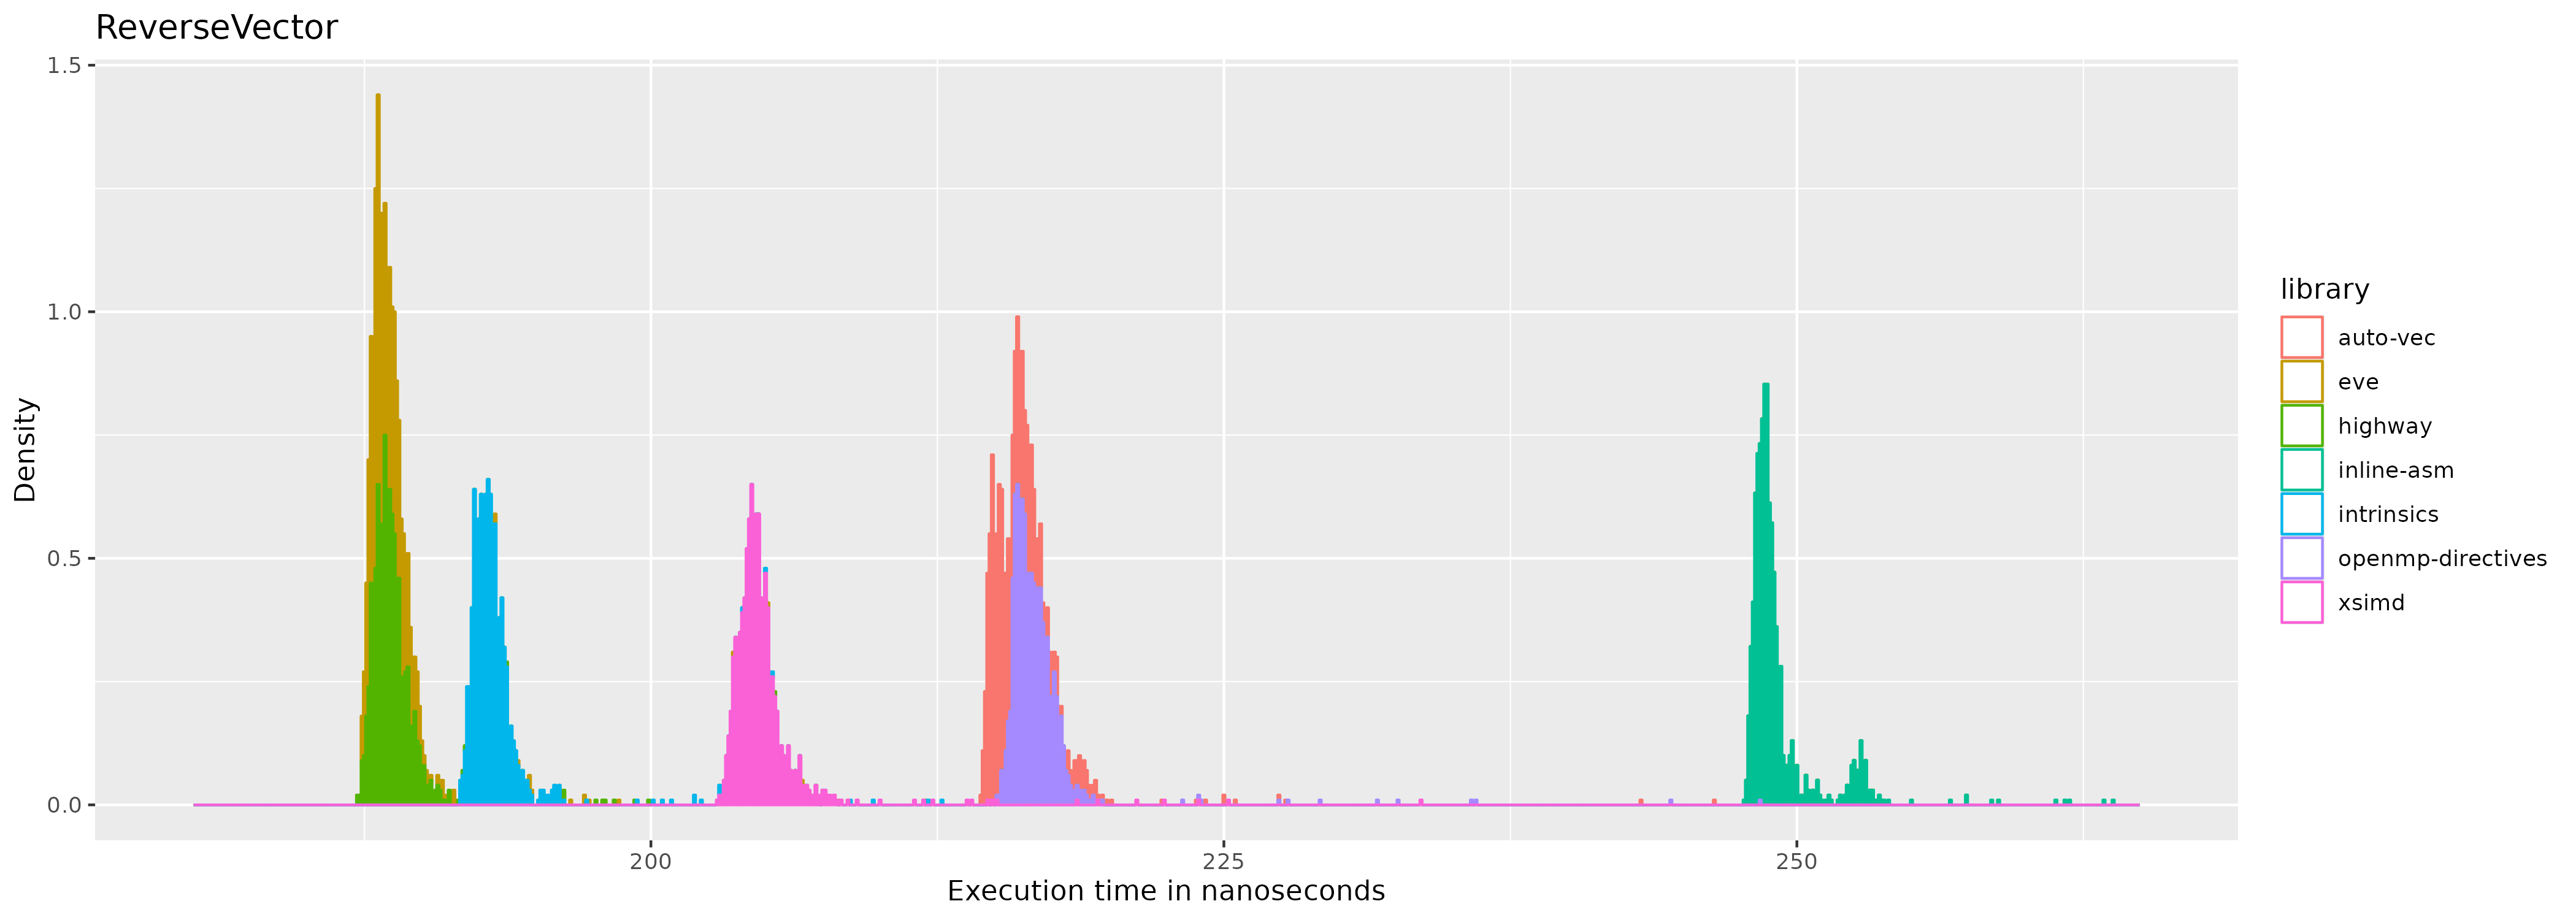 ReverseVector
1.5
1.0
0.5
0.0
Density
200
225
250
Execution time in nanoseconds
library
auto-vec
eve
highway
inline-asm
intrinsics
openmp-directives
xsimd